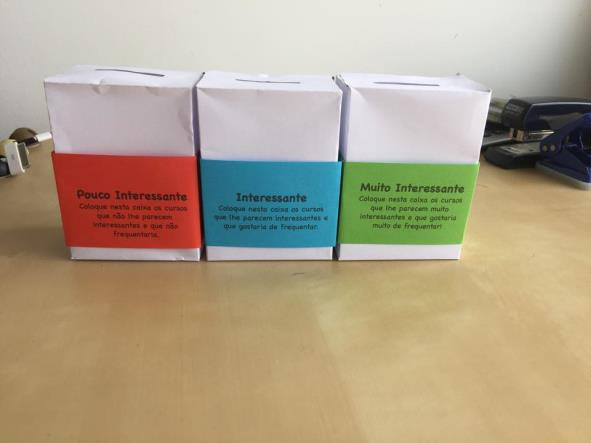 Pouco Interessante
Coloque nesta caixa os cursos
que não lhe parecem
interessantes e que não
frequentaria.
Interessante
Coloque nesta caixa os cursos
que lhe parecem interessantes e
que gostaria de frequentar.
Muito Interessante
Coloque nesta caixa os cursos
que lhe parecem muito
interessantes e que gostaria
muito de frequentar!